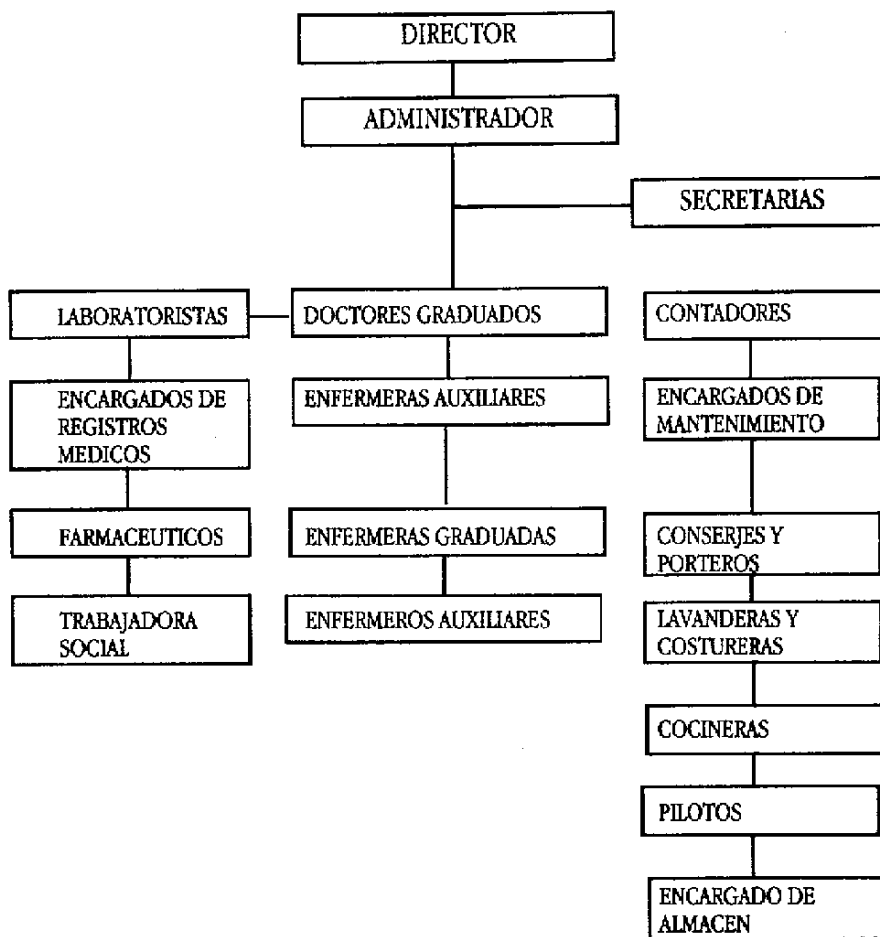 DIRECTOR
ADMINISTRADOR
SECRETARIAS
LABORATORISTAS
DOCTORES GRADUADOS
CONTADORES
ENCARGADOS DE
REGISTROS
MEDICOS
ENFERMERAS AUXILIARES
ENCARGADOS DE
MANTENIMIENTO
FARMACEUTICOS
ENFERMERAS GRADUADAS
CONSERJES Y
PORTEROS
TRABAJADORA
SOCIAL
ENFERMEROS AUXILIARES
LAVANDERAS Y
COSTURERAS
COCINERAS
PILOTOS
ENCARGADO DE
ALMACEN